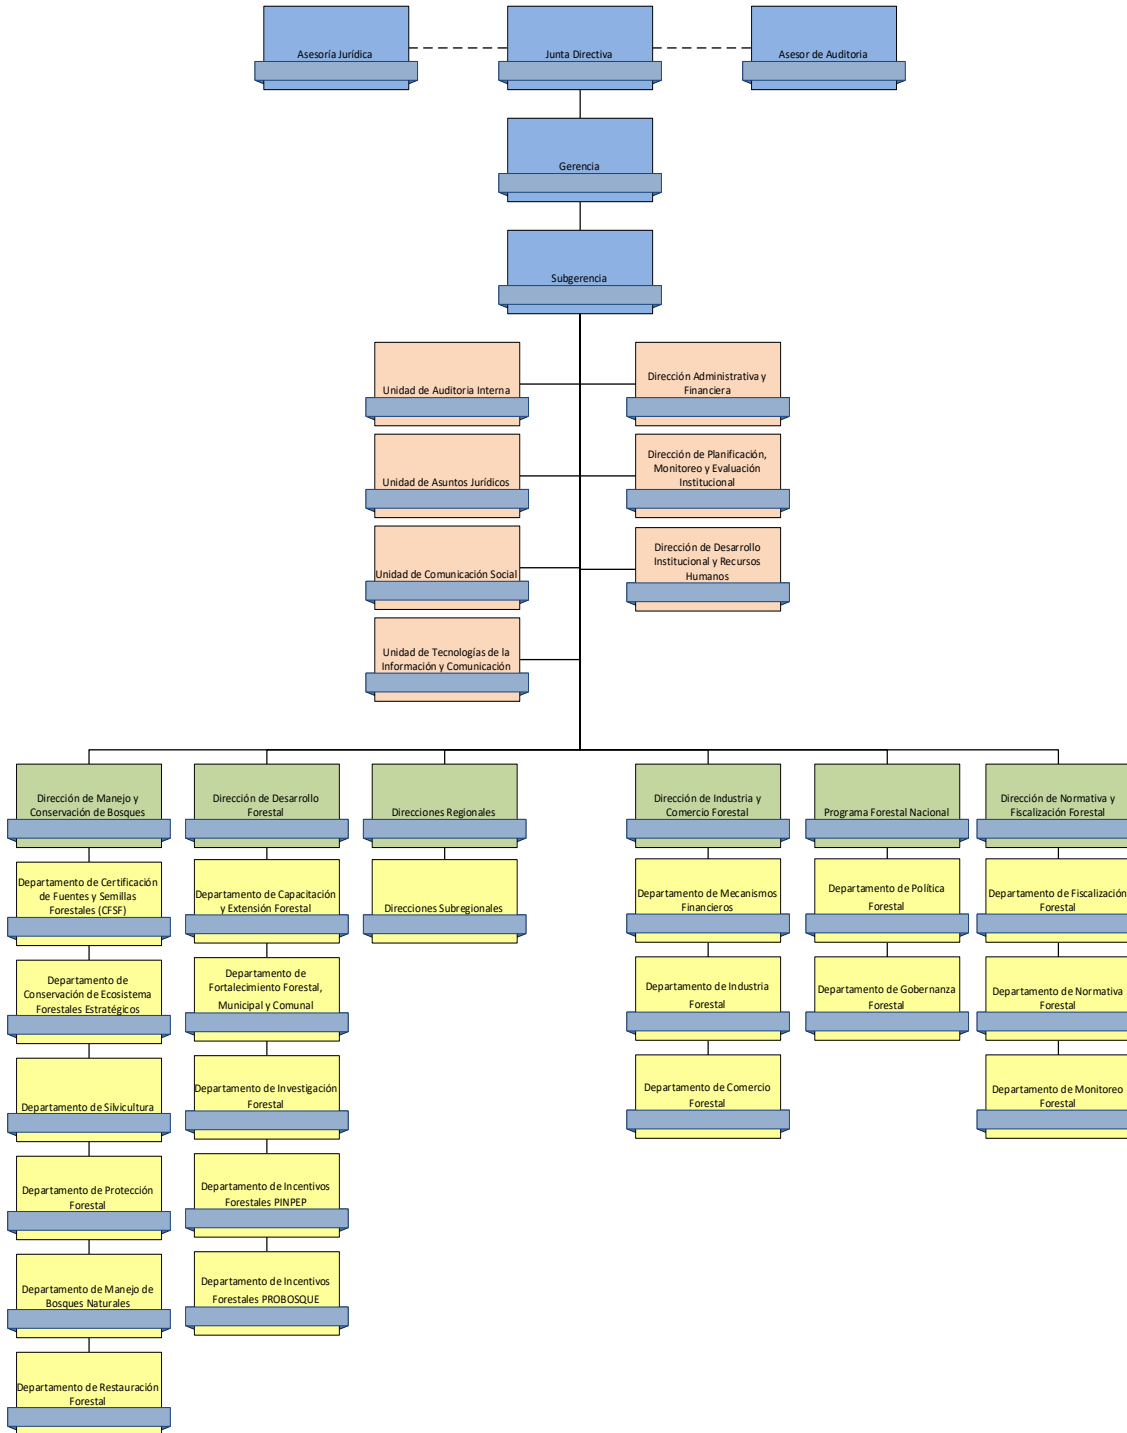 Asesoría Jurídica
Junta Directiva
Asesor de Auditoria
Gerencia
Subgerencia
Unidad de Auditoria Interna
Dirección Administrativa y
Financiera
Unidad de Asuntos Jurídicos
Dirección de Planificación,
Monitoreo y Evaluación
Institucional
Unidad de Comunicación Social
Dirección de Desarrollo
Institucional y Recursos
Humanos
Unidad de Tecnologías de la
Información y Comunicación
Dirección de Manejo y
Conservación de Bosques
Departamento de Certificación
de Fuentes y Semillas
Forestales (CFSF)
Departamento de
Conservación de Ecosistema
Forestales Estratégicos
Departamento de Silvicultura
Departamento de Protección
Forestal
Departamento de Manejo de
Bosques Naturales
Departamento de Restauración
Forestal
Dirección de Desarrollo
Forestal
Departamento de Capacitación
y Extensión Forestal
Departamento de
Fortalecimiento Forestal,
Municipal y Comunal
Departamento de Investigación
Forestal
Departamento de Incentivos
Forestales PINPEP
Departamento de Incentivos
Forestales PROBOSQUE
Direcciones Regionales
Direcciones Subregionales
Dirección de Industria y
Comercio Forestal
Departamento de Mecanismos
Financieros
Departamento de Industria
Forestal
Departamento de Comercio
Forestal
Programa Forestal Nacional
Departamento de Política
Forestal
Departamento de Gobernanza
Forestal
Dirección de Normativa y
Fiscalización Forestal
Departamento de Fiscalización
Forestal
Departamento de Normativa
Forestal
Departamento de Monitoreo
Forestal